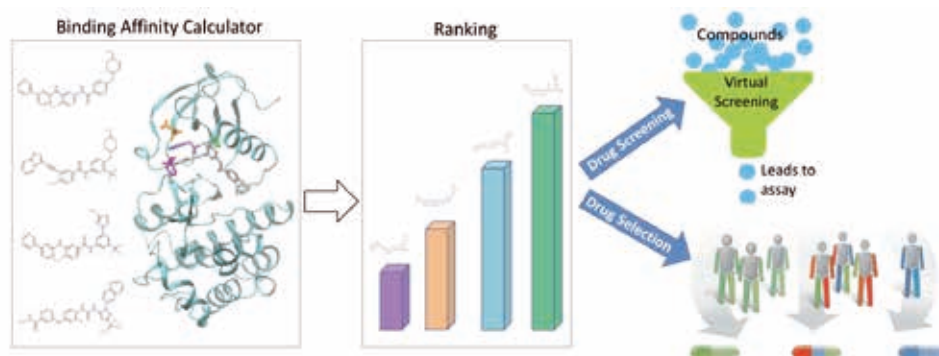 Binding Affinity Calculator
Ranking
Compounds
Virtual
Screening
Drug Screening
Leads to
assay
Drug Selection